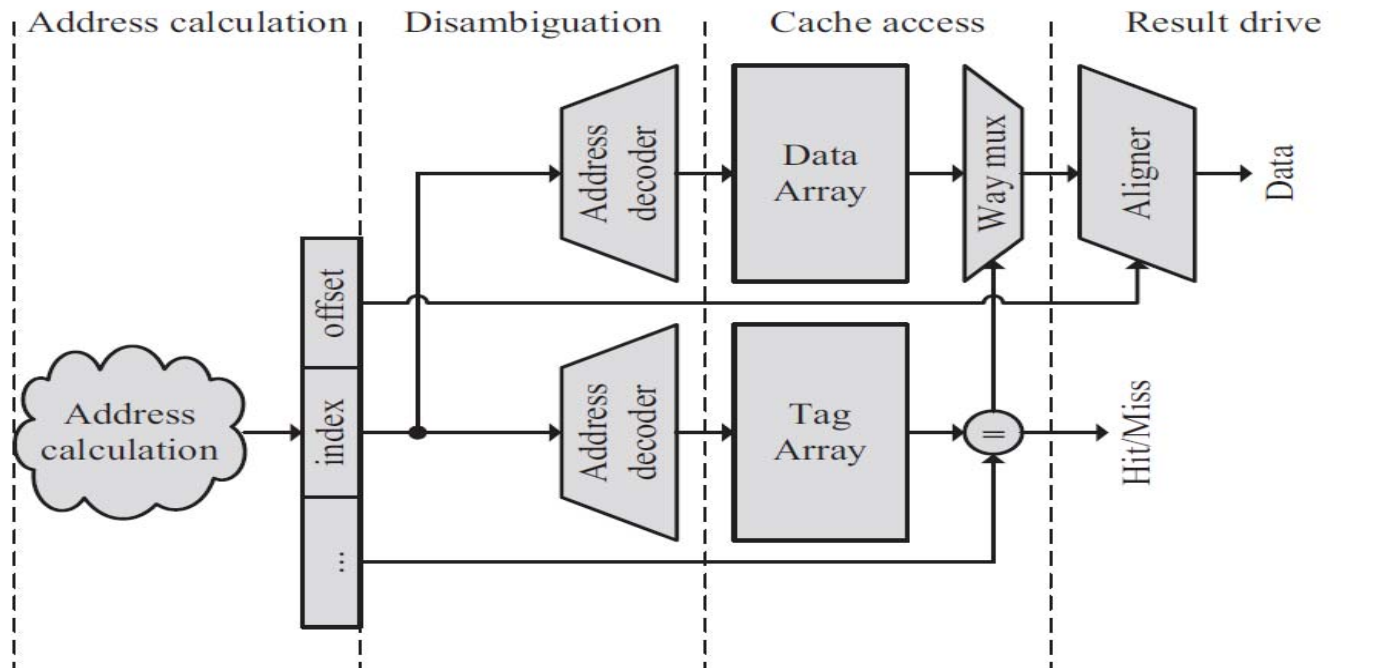 Address calculation
Disambiguation
Cache access
Result drive
Address
decoder
Data
Array
Way mux
Aligner
Data
offset
index
...
Address
calculation
Address
decoder
Tag
Array
=
Hit/Miss